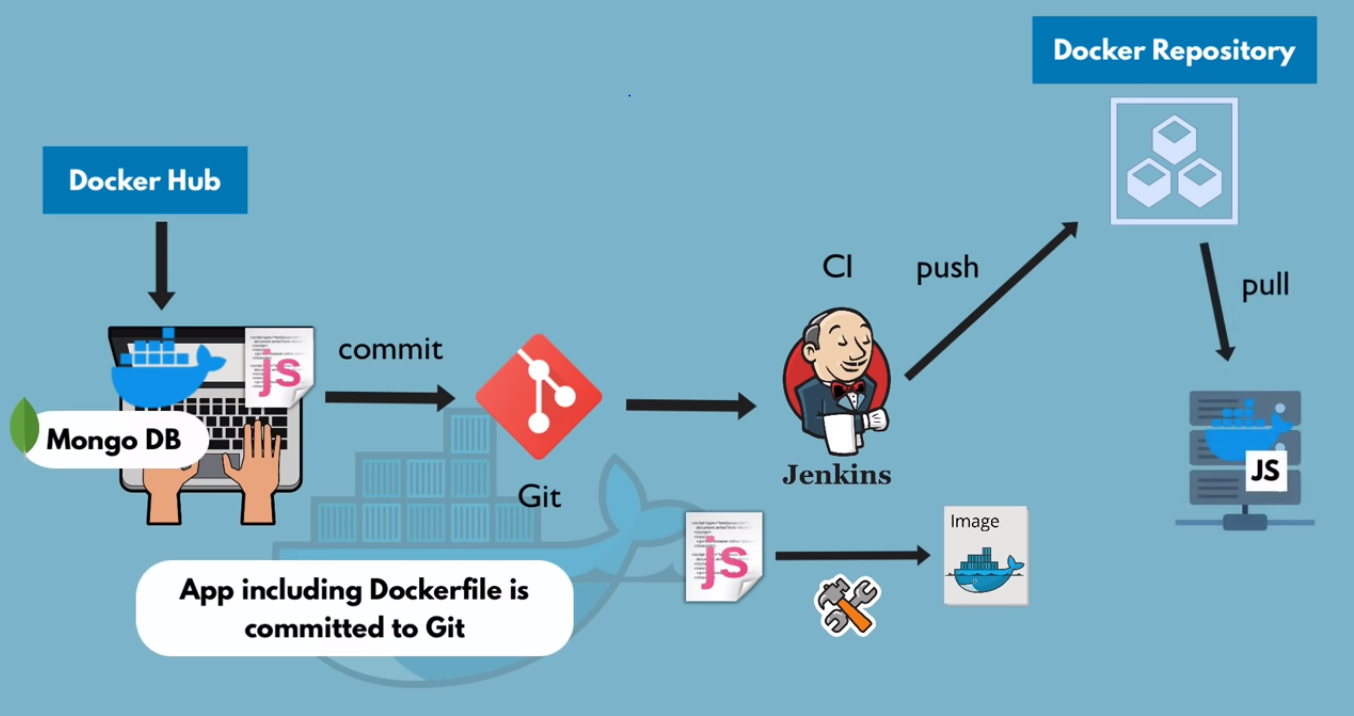 Docker Repository
Docker Hub
CI
push
pull
commit
js
Mongo DB
JS
Jenkins
Git
Image
js
App including Dockerfile is
committed to Git